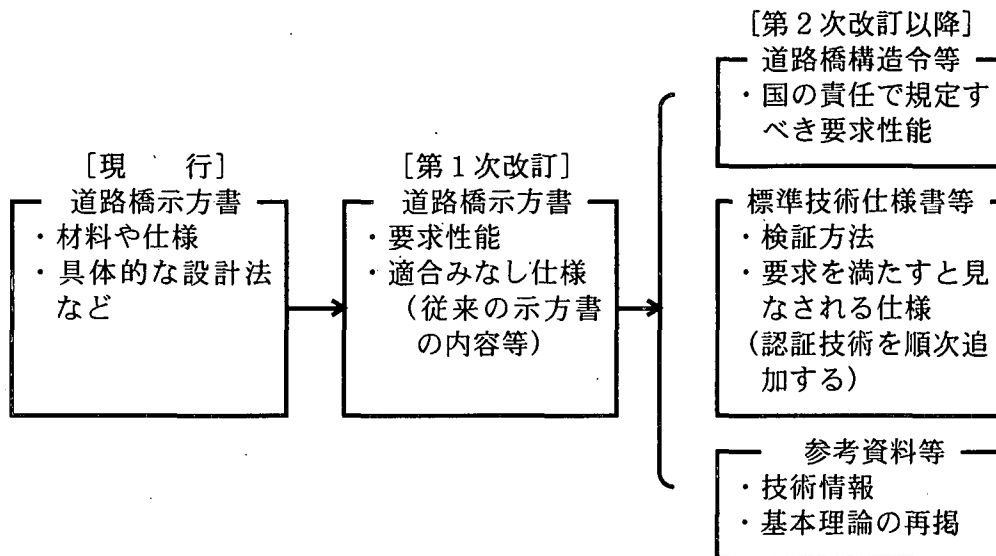 [現　行]
道路橋示方書
・材料や仕様
・具体的な設計法
など
[第1次改訂]
道路橋示方書
・要求性能
・適合みなし仕様
(従来の示方書
の内容等)
[第2次改訂以降]
道路橋構造令等
・国の責任で規定す
べき要求性能
標準技術仕様書等
・検証方法
・要求を満たすと見
なされる仕様
(認証技術を順次追
加する)
参考資料等
・技術情報
・基本理論の再掲